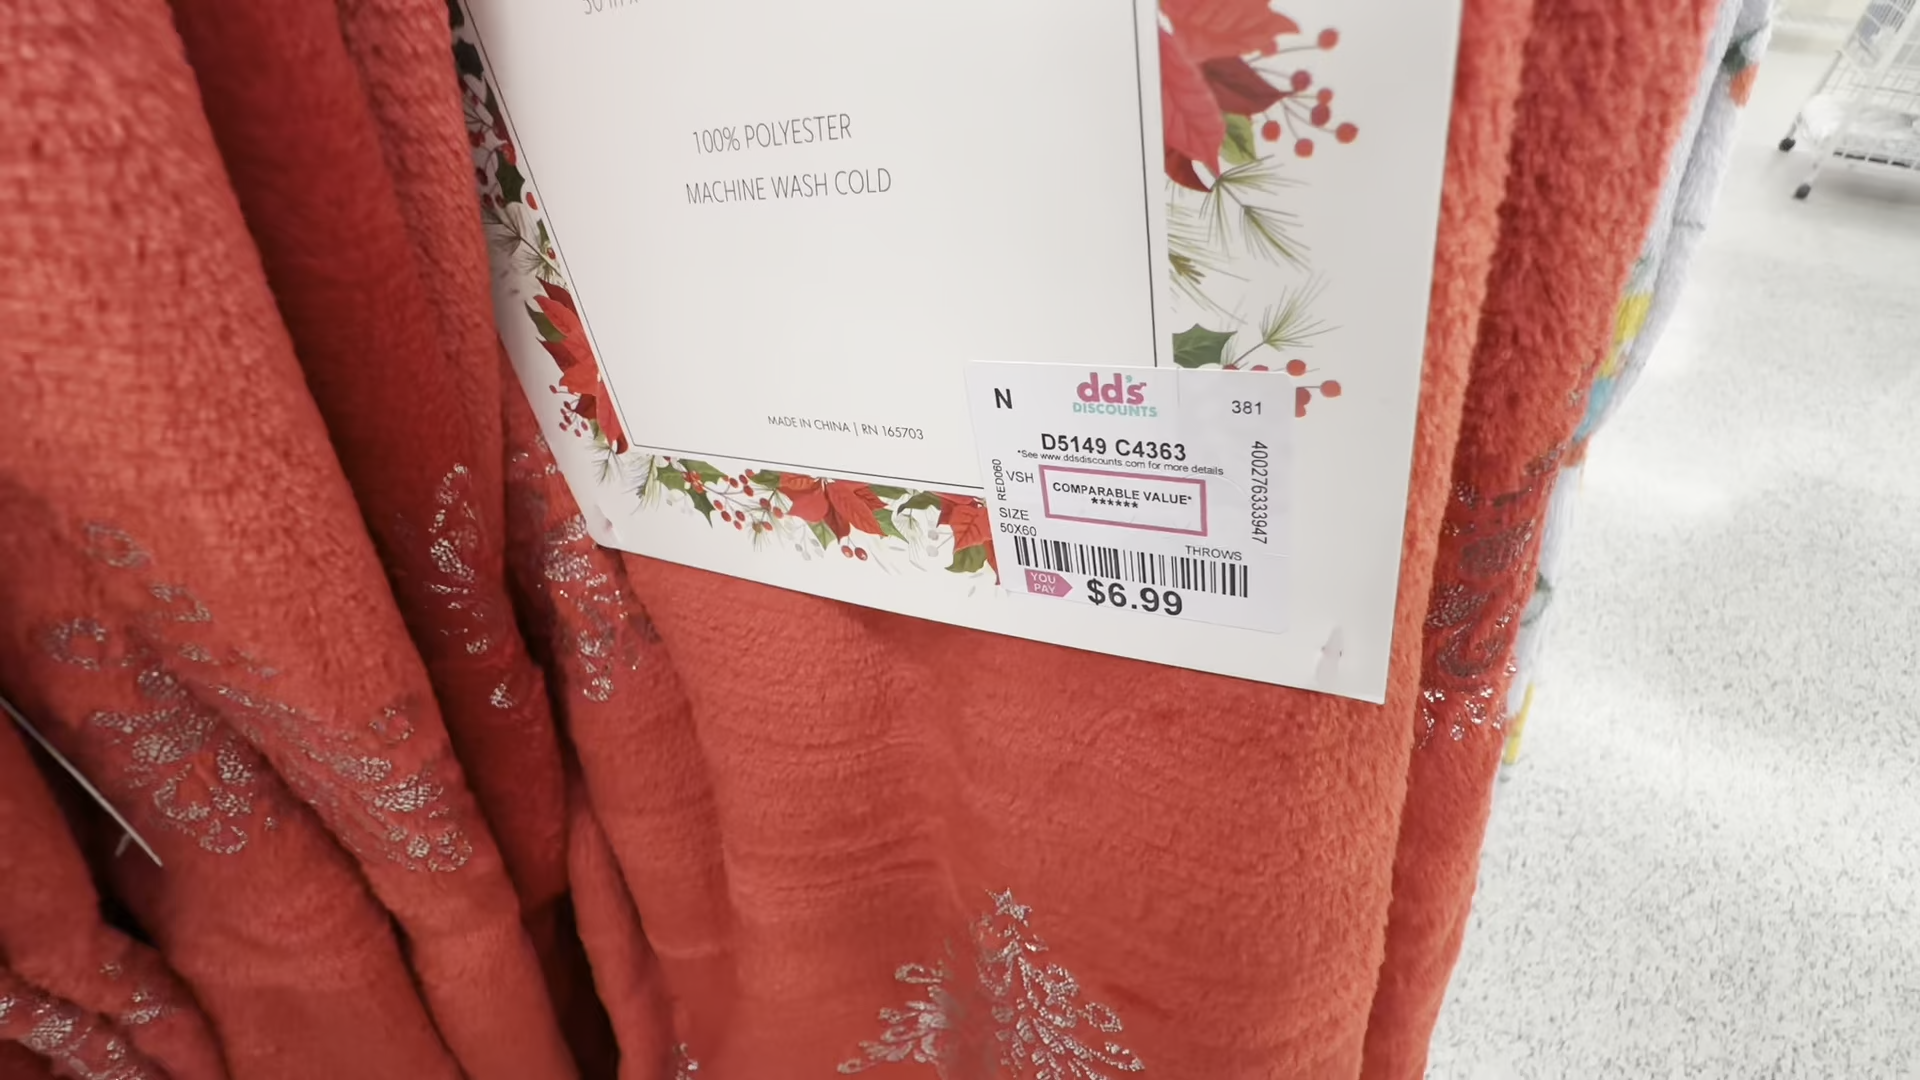 100% POLYESTER
MACHINE WASH COLD
MADE IN CHINA | RN 165703
N
dd's
DISCOUNTS
381
D5149 C4363
*See www.ddsdiscounts.com for more details
RED060
VSH
COMPARABLE VALUE*
******
400276333947
SIZE
50X60
THROWS
YOU
PAY
$6.99